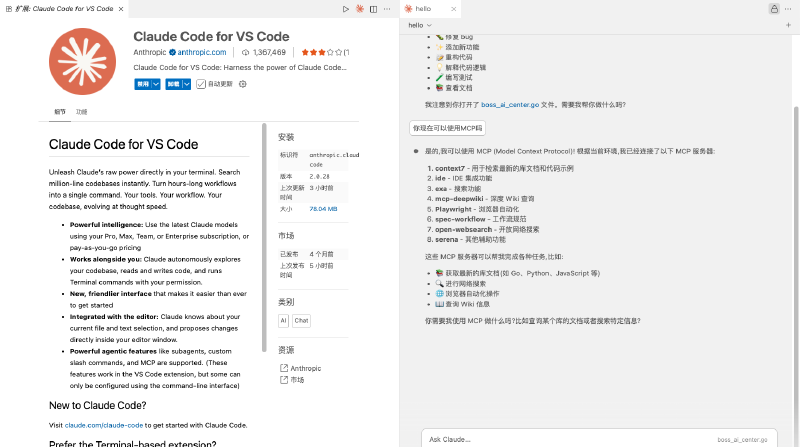 扩展: Claude Code for VS Code
Claude Code for VS Code
Anthropic anthropic.com 1,367,469
Claude Code for VS Code: Harness the power of Claude Code...
禁用 卸载 自动更新
细节 功能
Claude Code for VS Code
Unleash Claude's raw power directly in your terminal. Search
million-line codebases instantly. Turn hours-long workflows
into a single command. Your tools. Your workflow. Your
codebase, evolving at thought speed.
• Powerful intelligence: Use the latest Claude models
using your Pro, Max, Team, or Enterprise subscription, or
pay-as-you-go pricing
• Works alongside you: Claude autonomously explores
your codebase, reads and writes code, and runs
Terminal commands with your permission.
• New, friendlier interface that makes it easier than ever
to get started
• Integrated with the editor: Claude knows about your
current file and text selection, and proposes changes
directly inside your editor window.
• Powerful agentic features like subagents, custom
slash commands, and MCP are supported. (These
features work in the VS Code extension, but some can
only be configured using the command-line interface)
New to Claude Code?
Visit claude.com/claude-code to get started with Claude Code.
Prefer the Terminal-based extension?
安装
标识符 anthropic.claud
code
版本 2.0.28
上次更新 3 小时前
时间
大小 78.04 MB
市场
已发布 4 个月前
上次发布 5 小时前
时间
类别
AI Chat
资源
Anthropic
市场
hello
hello
• 修复 bug
• 添加新功能
• 重构代码
• 解释代码逻辑
• 编写测试
• 查看文档
我注意到你打开了 boss_ai_center.go 文件。需要我帮你做什么吗?
你现在可以使用MCP吗
是的,我可以使用 MCP (Model Context Protocol)! 根据当前环境,我已经连接了以下 MCP 服务器:
1. context7 - 用于检索最新的库文档和代码示例
2. ide - IDE 集成功能
3. exa - 搜索功能
4. mcp-deepwiki - 深度 Wiki 查询
5. Playwright - 浏览器自动化
6. spec-workflow - 工作流规范
7. open-websearch - 开放网络搜索
8. serena - 其他辅助功能
这些 MCP 服务器可以帮我完成各种任务,比如:
• 获取最新的库文档(如 Go、Python、JavaScript 等)
• 进行网络搜索
• 浏览器自动化操作
• 查询 Wiki 信息
你需要我使用 MCP 做什么吗?比如查询某个库的文档或者搜索特定信息?
Ask Claude... boss_ai_center.go